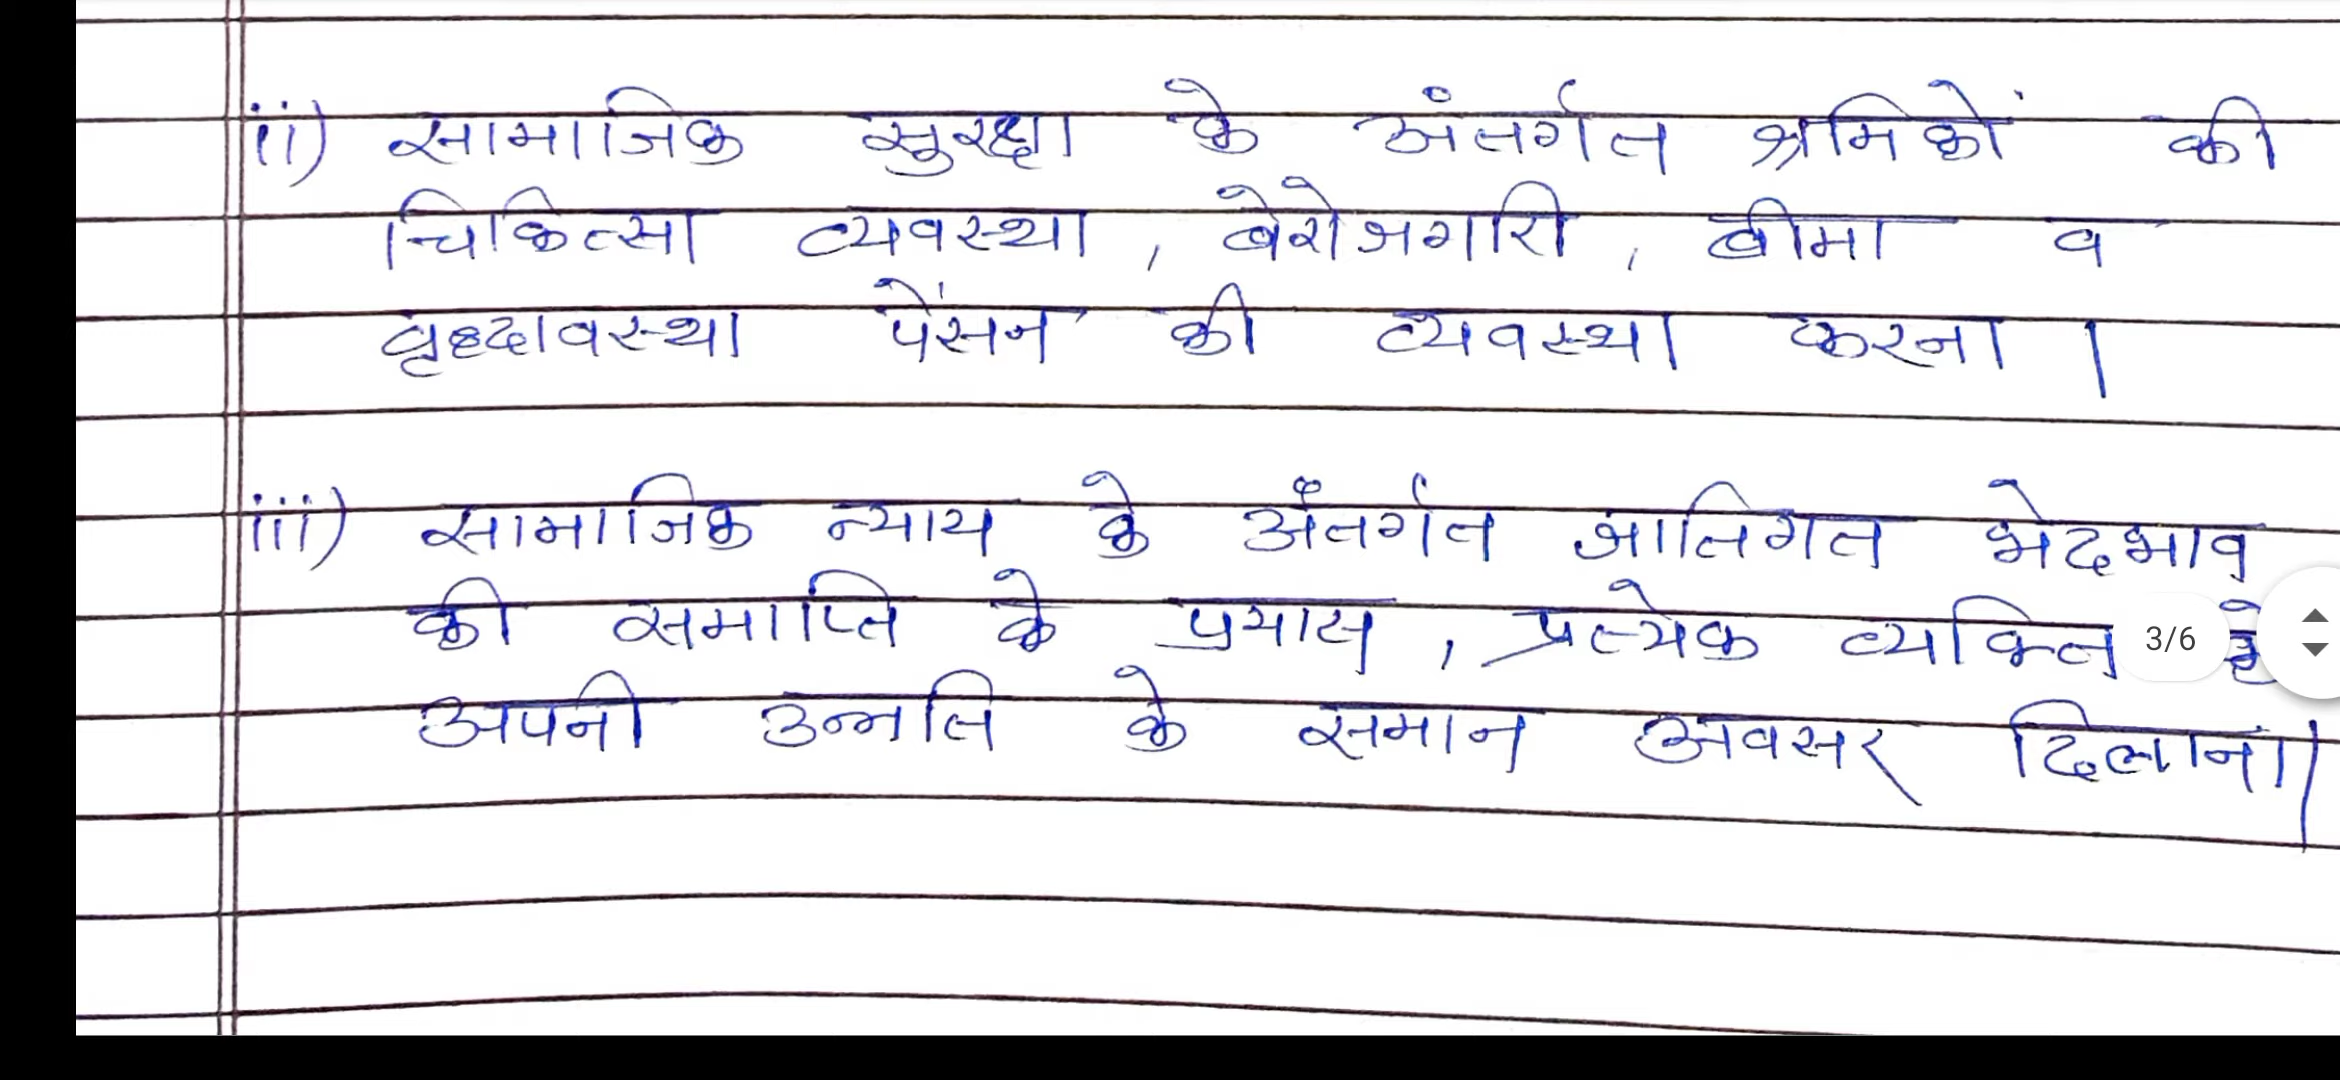 ii) सामाजिक सुरक्षा के अंतर्गत श्रमिकों की
चिकित्सा व्यवस्था, बेरोजगारि, बीमा व
वृध्दावस्था पेंसन की व्यवस्था करना।
iii) सामाजिक न्याय के अंतर्गत जातिगत भेदभाव
की समाप्ति के प्रयास, प्रत्येक व्यक्ति
3/6
अपनी उन्नति के समान अवसर दिलाना।